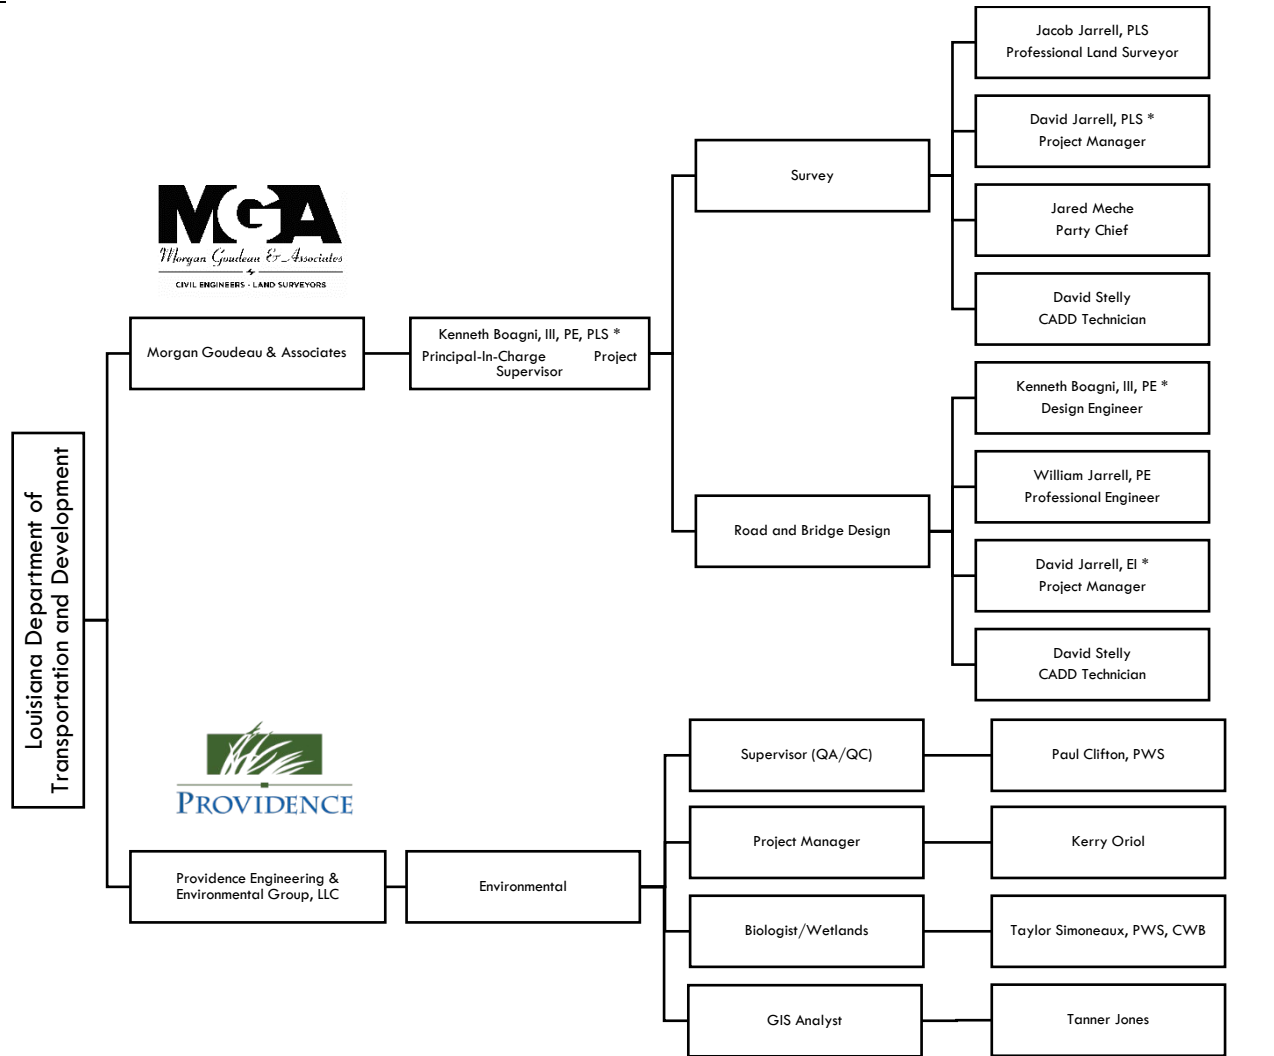 Jacob Jarrell, PLS
Professional Land Surveyor
David Jarrell, PLS *
Project Manager
Survey
Jared Meche
Party Chief
David Stelly
CADD Technician
MGA
Morgan Goudeau & Associates
CIVIL ENGINEERS - LAND SURVEYORS
Morgan Goudeau & Associates
Kenneth Boagni, III, PE, PLS *
Principal-In-Charge Project
Supervisor
Kenneth Boagni, III, PE *
Design Engineer
William Jarrell, PE
Professional Engineer
Road and Bridge Design
David Jarrell, EI *
Project Manager
David Stelly
CADD Technician
Louisiana Department of
Transportation and Development
PROVIDENCE
Providence Engineering &
Environmental Group, LLC
Environmental
Supervisor (QA/QC)
Paul Clifton, PWS
Project Manager
Kerry Oriol
Biologist/Wetlands
Taylor Simoneaux, PWS, CWB
GIS Analyst
Tanner Jones